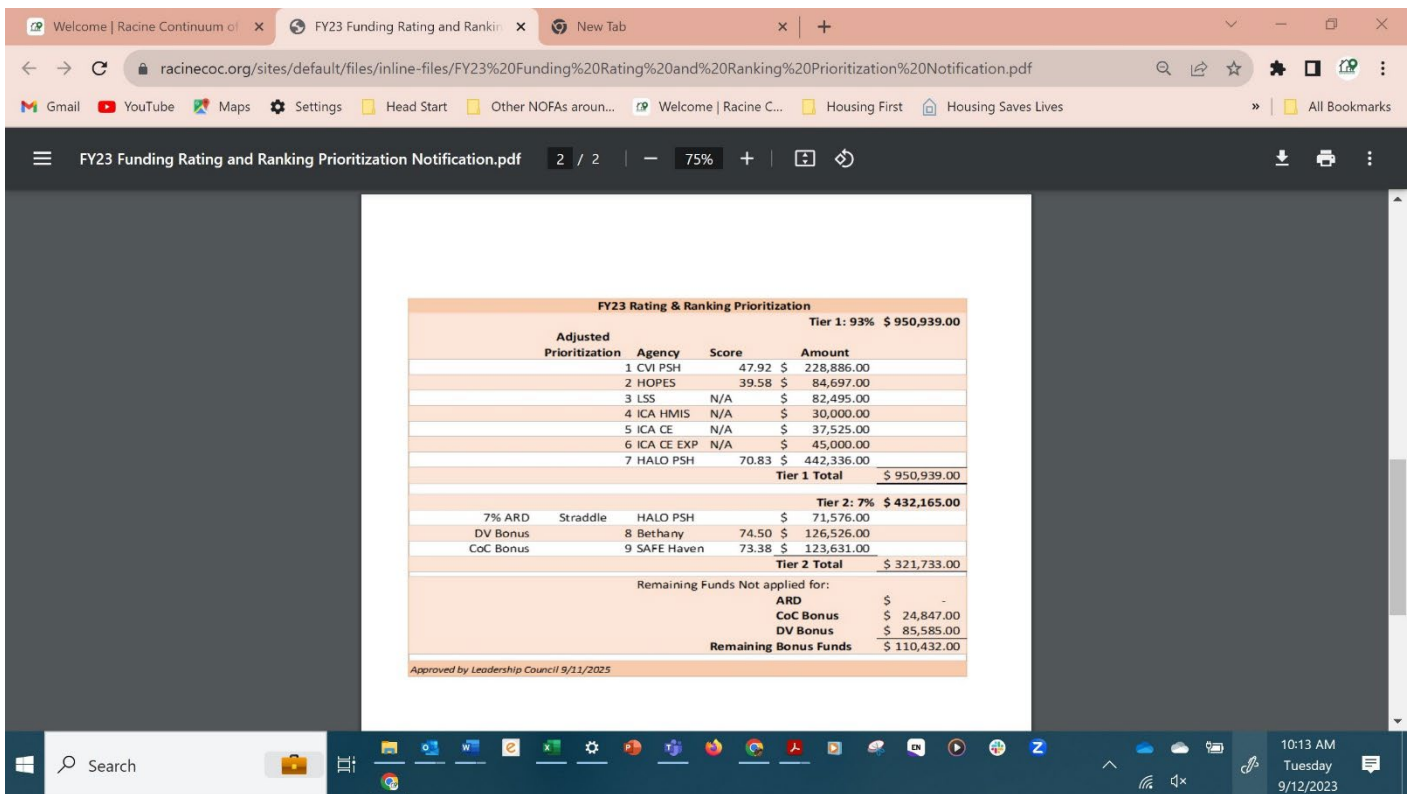 Welcome | Racine Continuum of
FY23 Funding Rating and Rankin
New Tab
racinecoc.org/sites/default/files/inline-files/FY23%20Funding%20Rating%20and%20Ranking%20Prioritization%20Notification.pdf
Gmail YouTube Maps Settings Head Start Other NOFAs aroun... Welcome | Racine C... Housing First Housing Saves Lives » All Bookmarks
FY23 Funding Rating and Ranking Prioritization Notification.pdf 2 / 2 75%
FY23 Rating & Ranking Prioritization
Tier 1: 93% $ 950,939.00
Adjusted
Prioritization Agency Score Amount
1 CVI PSH 47.92 $ 228,886.00
2 HOPES 39.58 $ 84,697.00
3 LSS N/A $ 82,495.00
4 ICA HMIS N/A $ 30,000.00
5 ICA CE N/A $ 37,525.00
6 ICA CE EXP N/A $ 45,000.00
7 HALO PSH 70.83 $ 442,336.00
Tier 1 Total $ 950,939.00
Tier 2: 7% $ 432,165.00
7% ARD Straddle HALO PSH $ 71,576.00
DV Bonus 8 Bethany 74.50 $ 126,526.00
CoC Bonus 9 SAFE Haven 73.38 $ 123,631.00
Tier 2 Total $ 321,733.00
Remaining Funds Not applied for:
ARD $ -
CoC Bonus $ 24,847.00
DV Bonus $ 85,585.00
Remaining Bonus Funds $ 110,432.00
Approved by Leadership Council 9/11/2025
Search
10:13 AM
Tuesday
9/12/2023